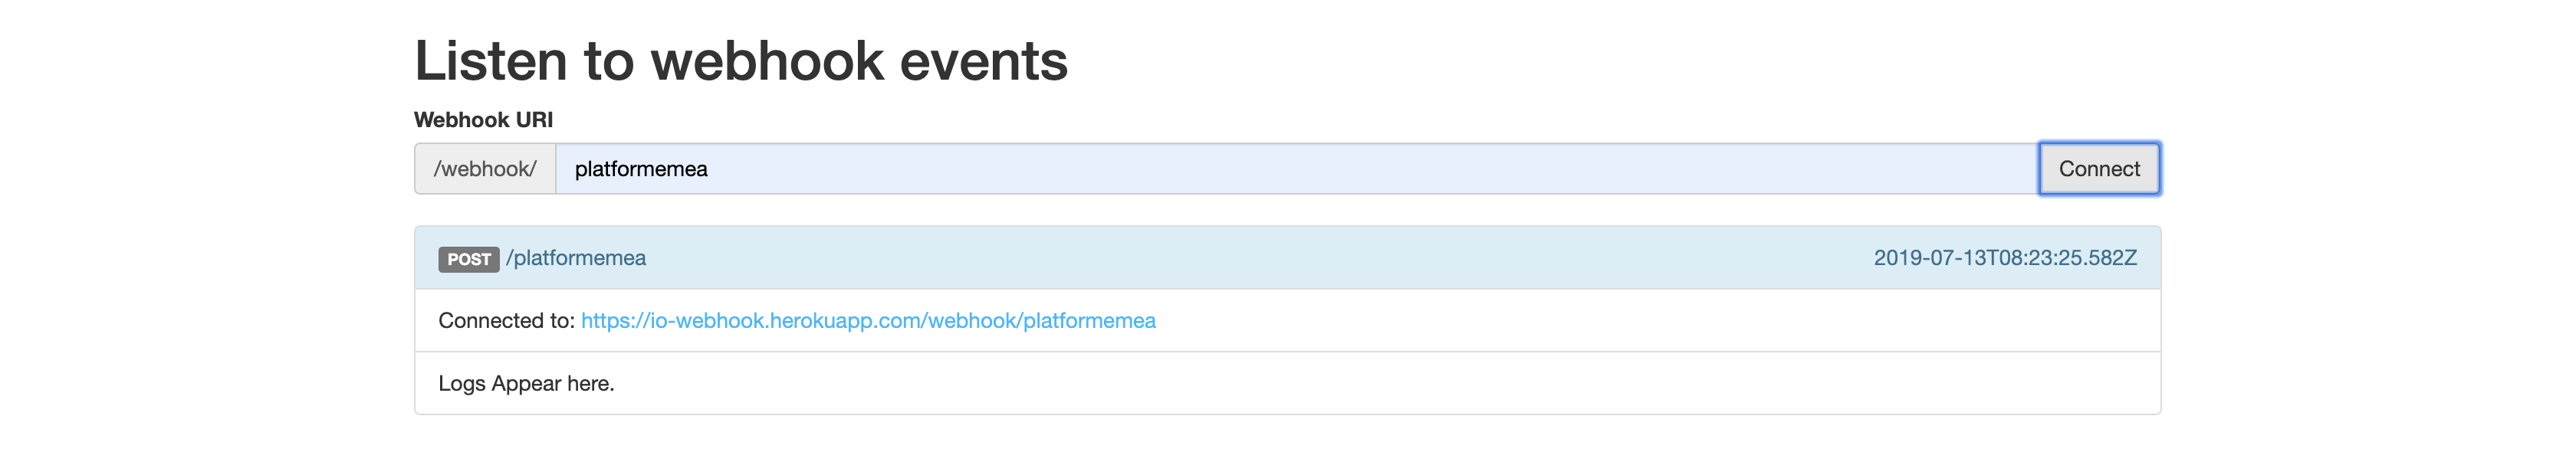 Listen to webhook events
Webhook URI
/webhook/ platformemea Connect
POST /platformemea 2019-07-13T08:23:25.582Z
Connected to: https://io-webhook.herokuapp.com/webhook/platformemea
Logs Appear here.